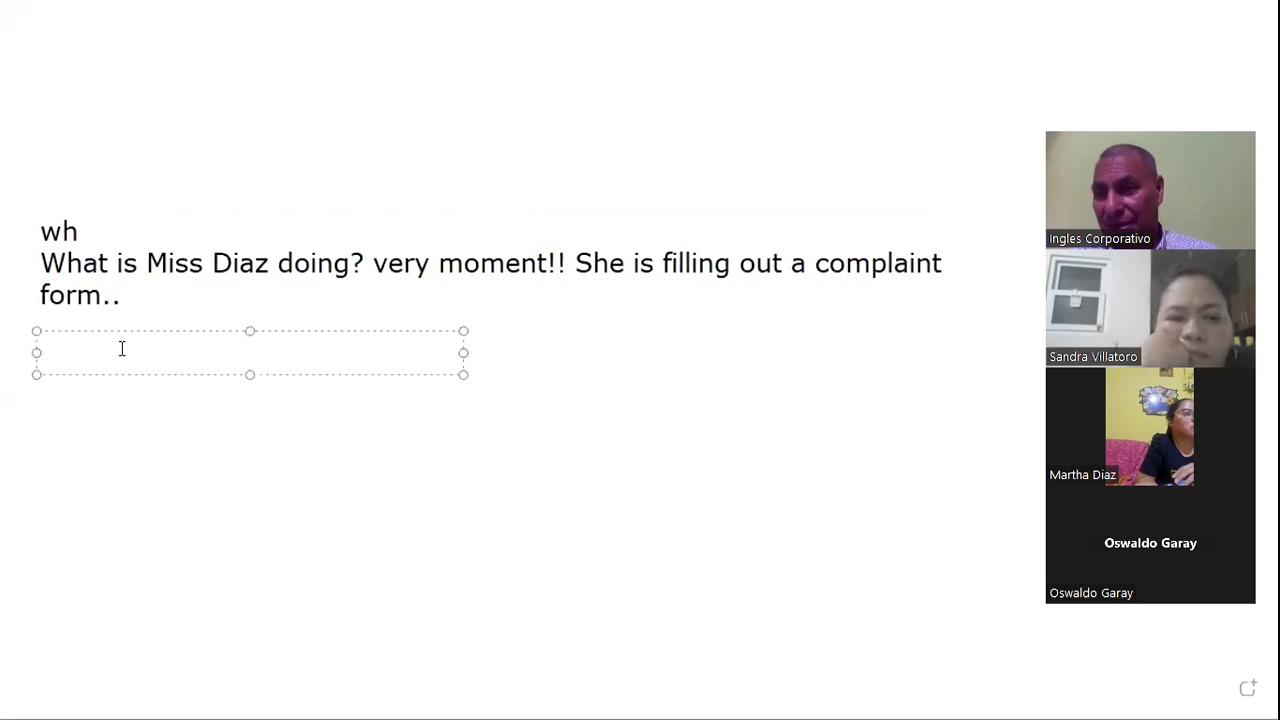 wh
What is Miss Diaz doing? very moment!! She is filling out a complaint
form..
Ingles Corporativo
Sandra Villatoro
Martha Diaz
Oswaldo Garay
Oswaldo Garay